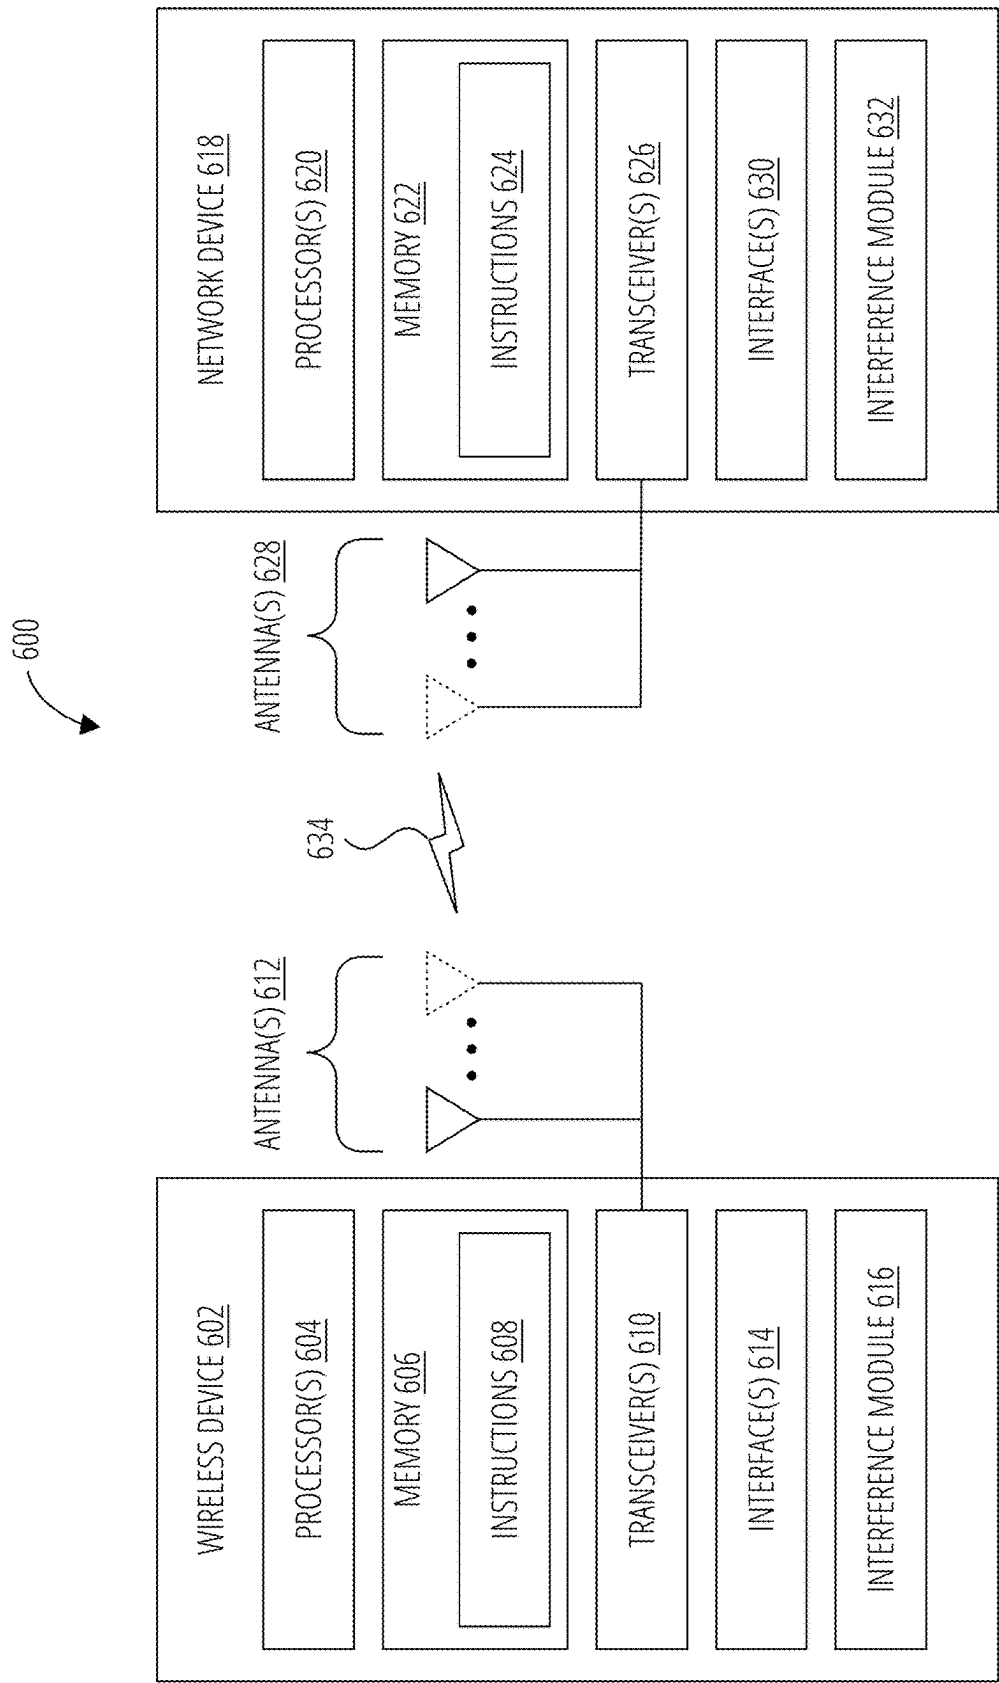 600
WIRELESS DEVICE 602
PROCESSOR(S) 604
MEMORY 606
INSTRUCTIONS 608
TRANSCEIVER(S) 610
INTERFACE(S) 614
INTERFERENCE MODULE 616
ANTENNA(S) 612
634
ANTENNA(S) 628
NETWORK DEVICE 618
PROCESSOR(S) 620
MEMORY 622
INSTRUCTIONS 624
TRANSCEIVER(S) 626
INTERFACE(S) 630
INTERFERENCE MODULE 632